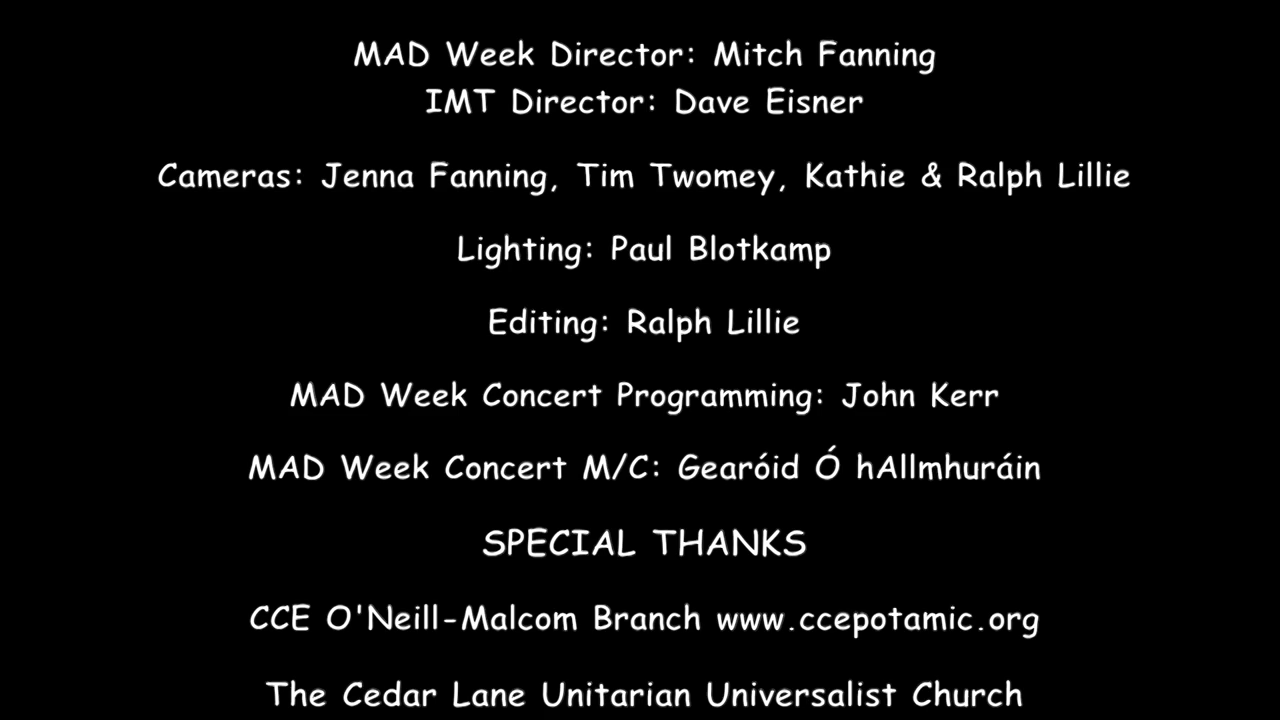 MAD Week Director: Mitch Fanning
IMT Director: Dave Eisner
Cameras: Jenna Fanning, Tim Twomey, Kathie & Ralph Lillie
Lighting: Paul Blotkamp
Editing: Ralph Lillie
MAD Week Concert Programming: John Kerr
MAD Week Concert M/C: Gearóid Ó hAllmhuráin
SPECIAL THANKS
CCE O'Neill-Malcom Branch www.ccepotamic.org
The Cedar Lane Unitarian Universalist Church